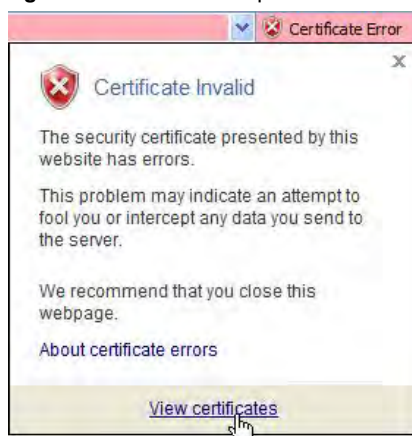 Certificate Error
x
Certificate Invalid
The security certificate presented by this
website has errors.
This problem may indicate an attempt to
fool you or intercept any data you send to
the server.
We recommend that you close this
webpage.
About certificate errors
View certificates